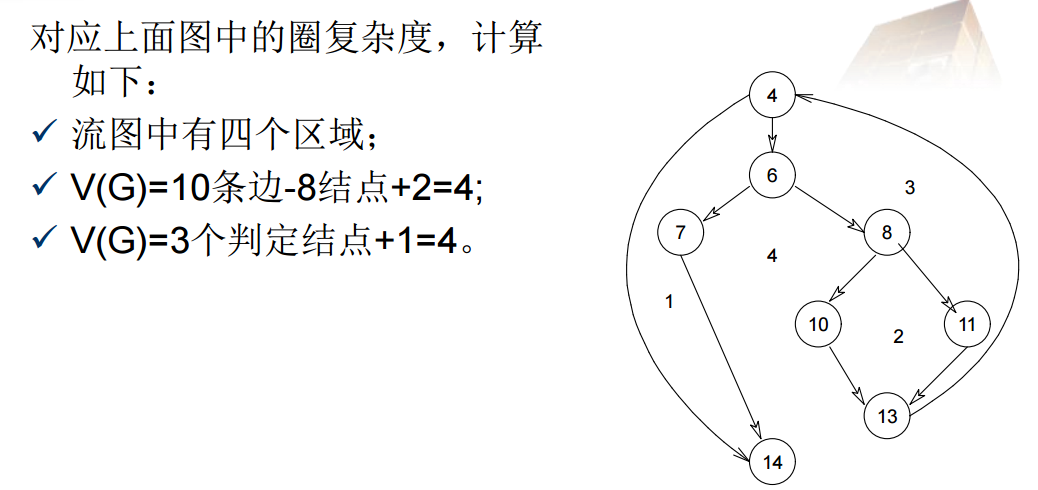 对应上面图中的圈复杂度，计算
如下：
✓ 流图中有四个区域；
✓ V(G)=10条边-8结点+2=4;
✓ V(G)=3个判定结点+1=4。
4
6
3
7
8
4
1
10
11
2
13
14